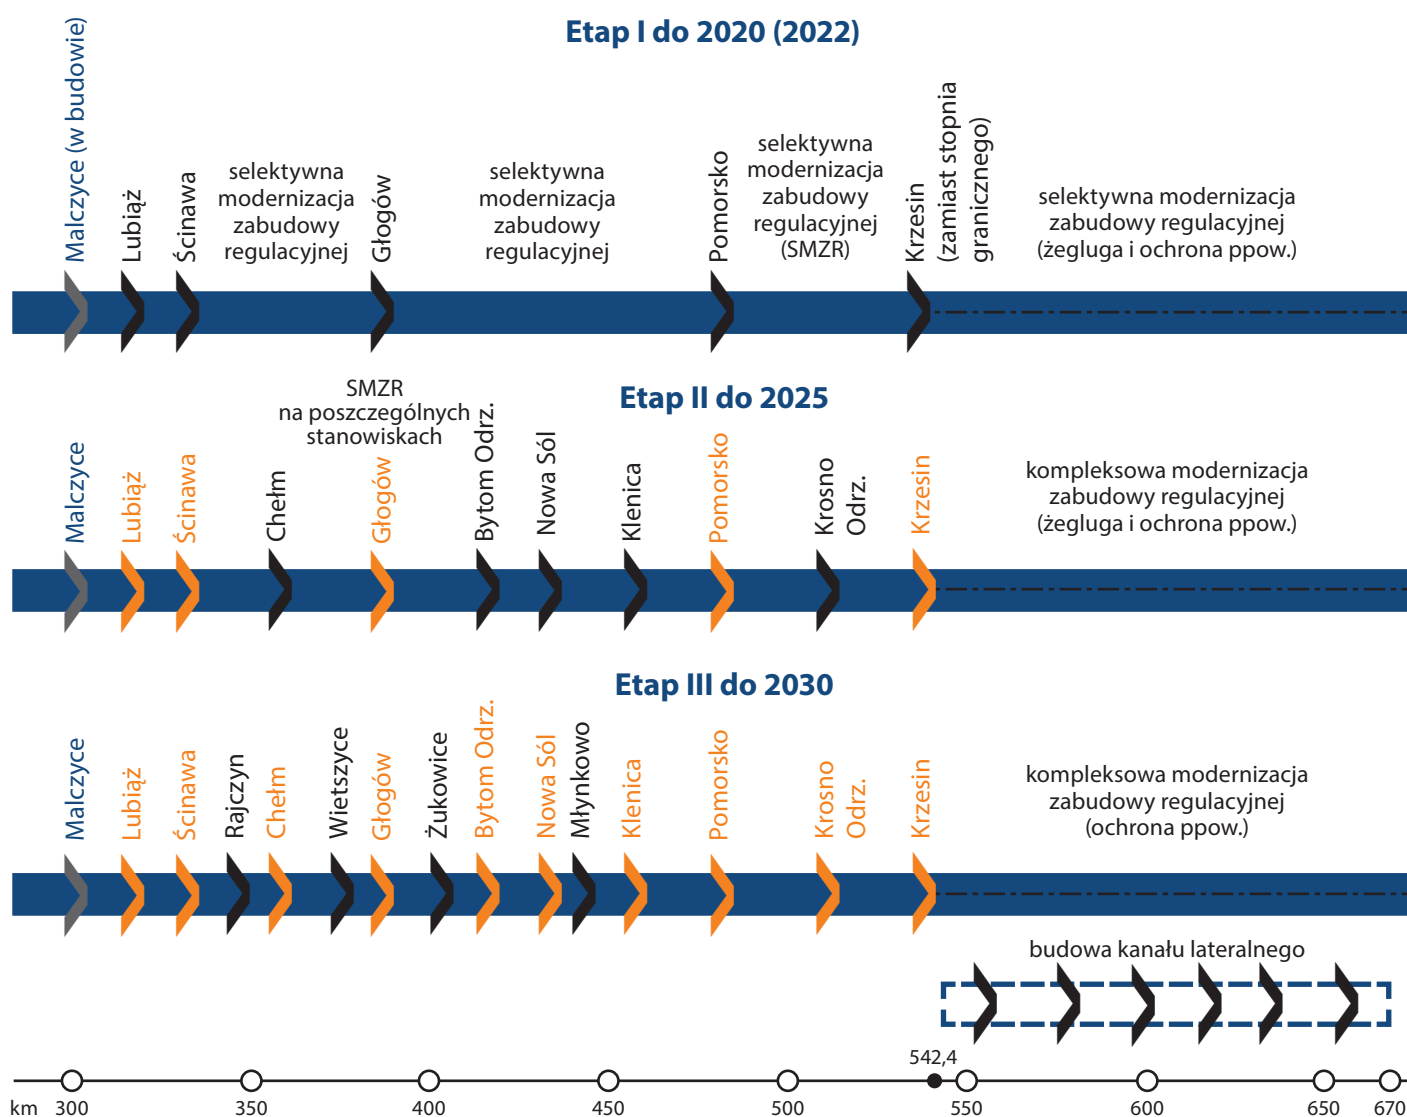 Etap I do 2020 (2022)
Malczyce (w budowie)
Lubiąż
Ścinawa
selektywna
modernizacja
zabudowy
regulacyjnej
Głogów
selektywna
modernizacja
zabudowy
regulacyjnej
Pomorsko
selektywna
modernizacja
zabudowy
regulacyjnej
(SMZR)
Krzesin
(zamiast stopnia
granicznego)
selektywna modernizacja
zabudowy regulacyjnej
(żegluga i ochrona ppow.)
Etap II do 2025
Malczyce
Lubiąż
Ścinawa
Chełm
SMZR
na poszczególnych
stanowiskach
Głogów
Bytom Odrz.
Nowa Sól
Klenica
Pomorsko
Krosno
Odrz.
Krzesin
kompleksowa modernizacja
zabudowy regulacyjnej
(żegluga i ochrona ppow.)
Etap III do 2030
Malczyce
Lubiąż
Ścinawa
Rajczyn
Chełm
Wietszyce
Głogów
Żukowice
Bytom Odrz.
Nowa Sól
Młynkowo
Klenica
Pomorsko
Krosno
Odrz.
Krzesin
kompleksowa modernizacja
zabudowy regulacyjnej
(ochrona ppow.)
budowa kanału lateralnego
542,4
km 300 350 400 450 500 550 600 650 670